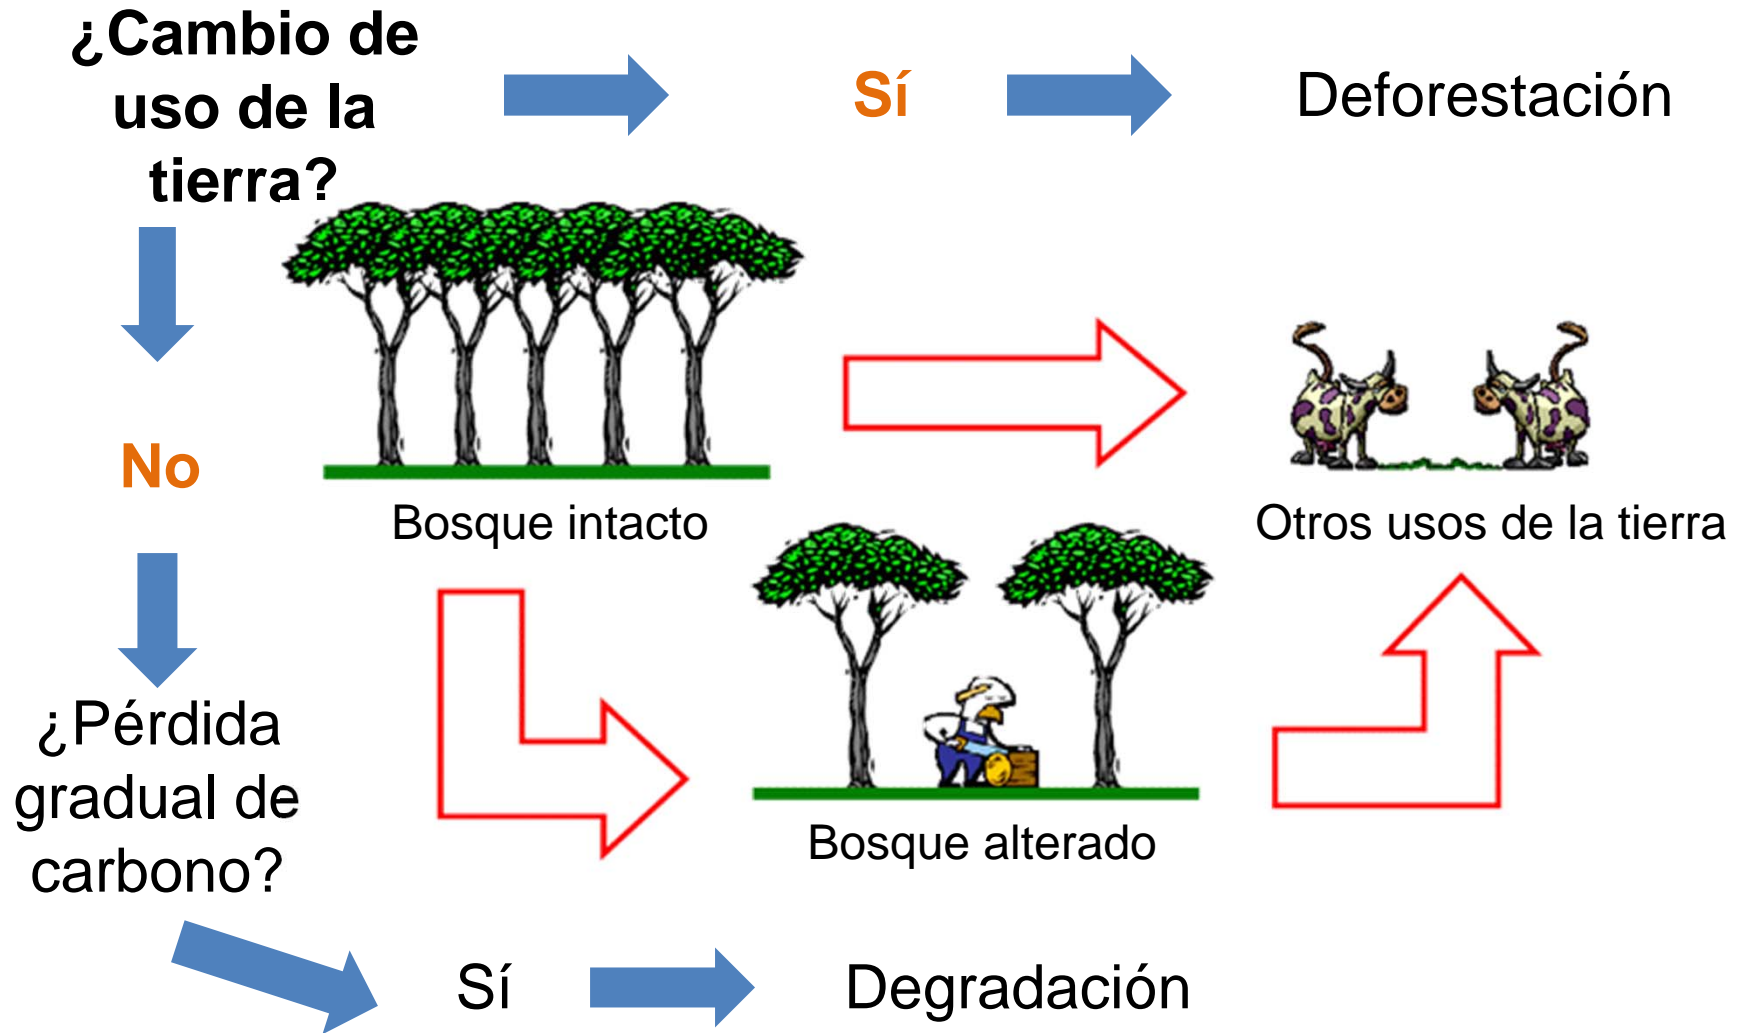 ¿Cambio de
uso de la
tierra?
Sí
Deforestación
No
Bosque intacto
Otros usos de la tierra
¿Pérdida
gradual de
carbono?
Bosque alterado
Sí
Degradación